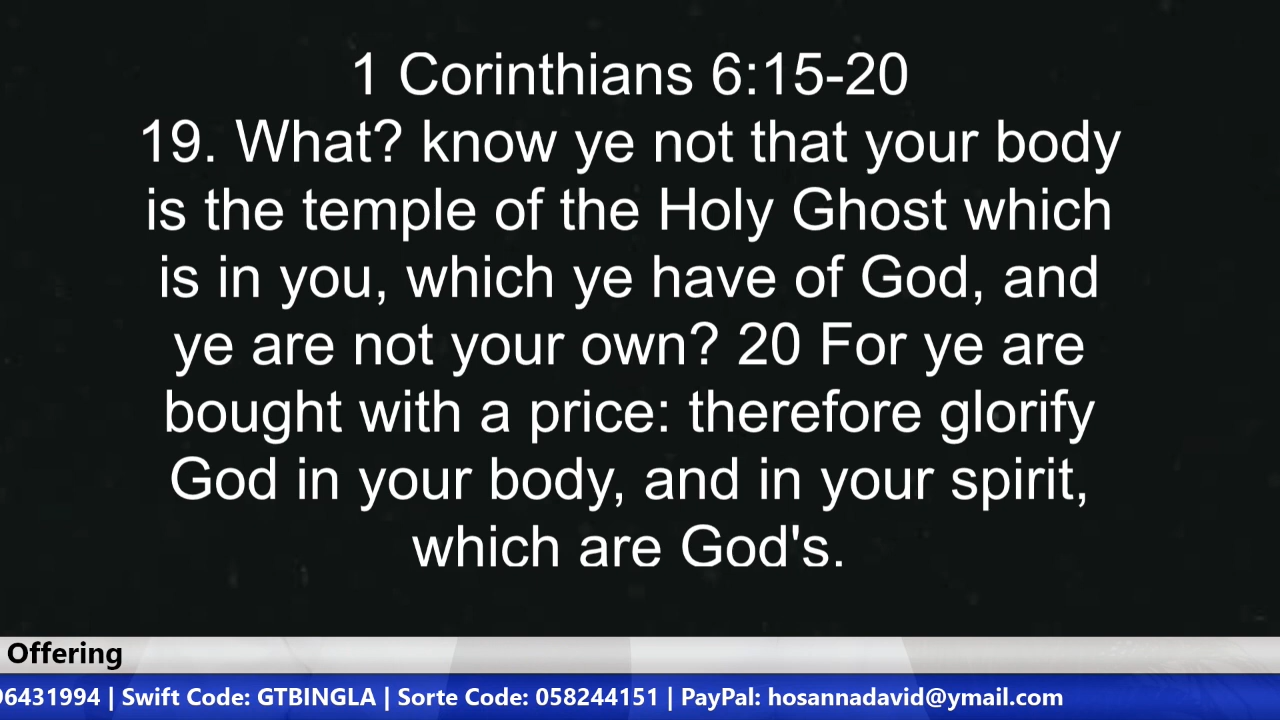 1 Corinthians 6:15-20
19. What? know ye not that your body
is the temple of the Holy Ghost which
is in you, which ye have of God, and
ye are not your own? 20 For ye are
bought with a price: therefore glorify
God in your body, and in your spirit,
which are God's.
Offering
96431994 | Swift Code: GTBINGLA | Sorte Code: 058244151 | PayPal: hosannadavid@ymail.com